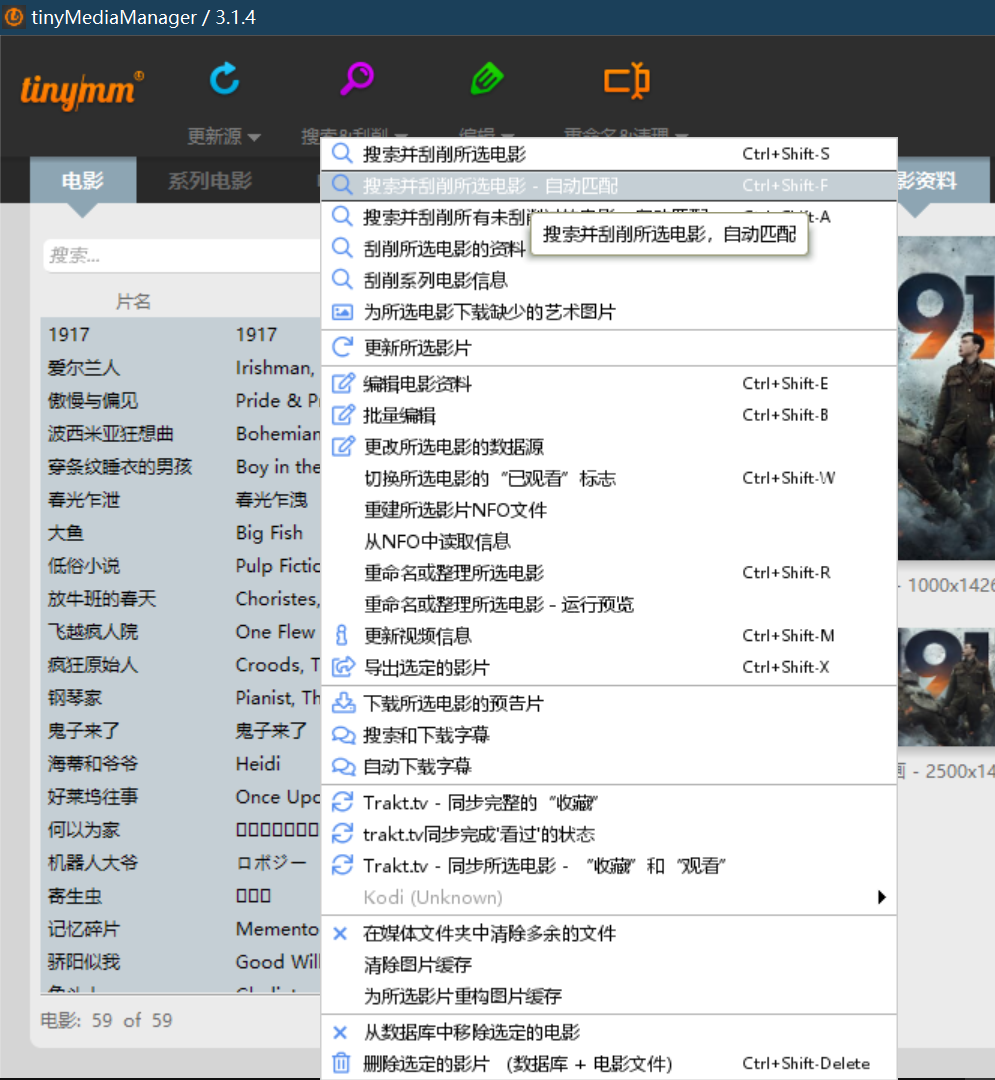 tinyMediaManager / 3.1.4
tinymm
更新源
搜索&刮削
编辑
重命名&清理
电影
系列电影
影资料
搜索...
片名
1917 1917
爱尔兰人 Irishman,
傲慢与偏见 Pride & P
波西米亚狂想曲 Bohemian
穿条纹睡衣的男孩 Boy in the
春光乍泄 春光乍洩
大鱼 Big Fish
低俗小说 Pulp Fictio
放牛班的春天 Choristes,
飞越疯人院 One Flew
疯狂原始人 Croods, T
钢琴家 Pianist, Th
鬼子来了 鬼子来了
海蒂和爷爷 Heidi
好莱坞往事 Once Upo
何以为家
机器人大爷 ロボジー
寄生虫
记忆碎片 Memento
骄阳似我 Good Will
电影: 59 of 59
搜索并刮削所选电影 Ctrl+Shift-S
搜索并刮削所选电影 - 自动匹配 Ctrl+Shift-F
搜索并刮削所有未刮削过的电影 - 自动匹配 Ctrl+Shift-A
搜索并刮削所选电影，自动匹配
刮削所选电影的资料
刮削系列电影信息
为所选电影下载缺少的艺术图片
更新所选影片
编辑电影资料 Ctrl+Shift-E
批量编辑 Ctrl+Shift-B
更改所选电影的数据源
切换所选电影的“已观看”标志 Ctrl+Shift-W
重建所选影片NFO文件
从NFO中读取信息
重命名或整理所选电影 Ctrl+Shift-R
重命名或整理所选电影 - 运行预览
更新视频信息 Ctrl+Shift-M
导出选定的影片 Ctrl+Shift-X
下载所选电影的预告片
搜索和下载字幕
自动下载字幕
Trakt.tv - 同步完整的“收藏”
trakt.tv同步完成'看过'的状态
Trakt.tv - 同步所选电影 - “收藏”和“观看”
Kodi (Unknown)
在媒体文件夹中清除多余的文件
清除图片缓存
为所选影片重构图片缓存
从数据库中移除选定的电影
删除选定的影片 (数据库 + 电影文件) Ctrl+Shift-Delete
191
- 1000x1426
191
画 - 2500x14